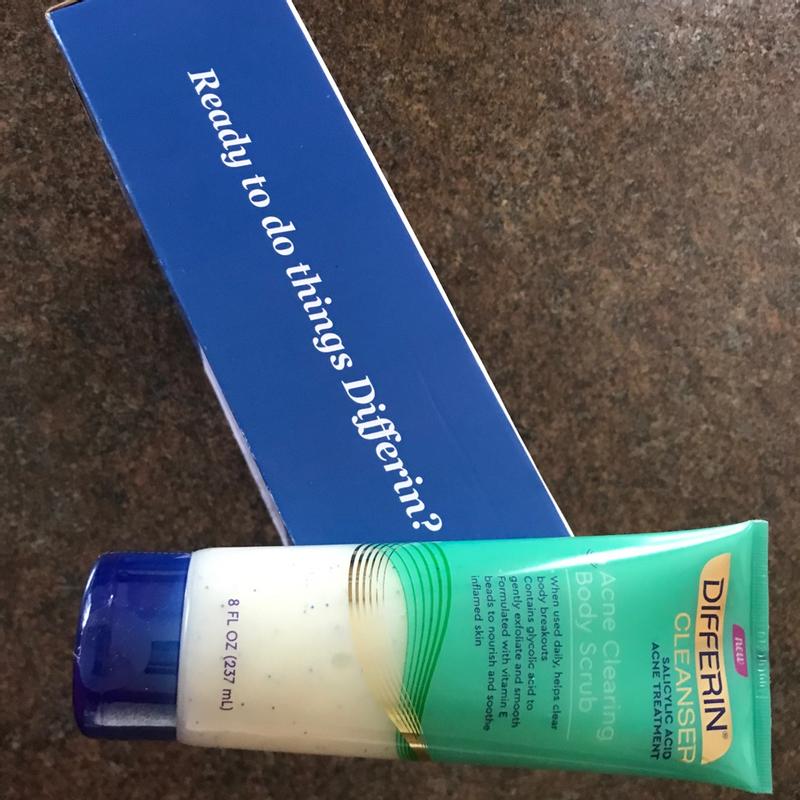 Ready to do things Differin?
new
DIFFERIN®
CLEANSER
SALICYLIC ACID
ACNE TREATMENT
Acne Clearing
Body Scrub
When used daily, helps clear
body breakouts
Contains glycolic acid to
gently exfoliate and smooth
Formulated with vitamin E
beads to nourish and soothe
inflamed skin
8 FL OZ (237 mL)